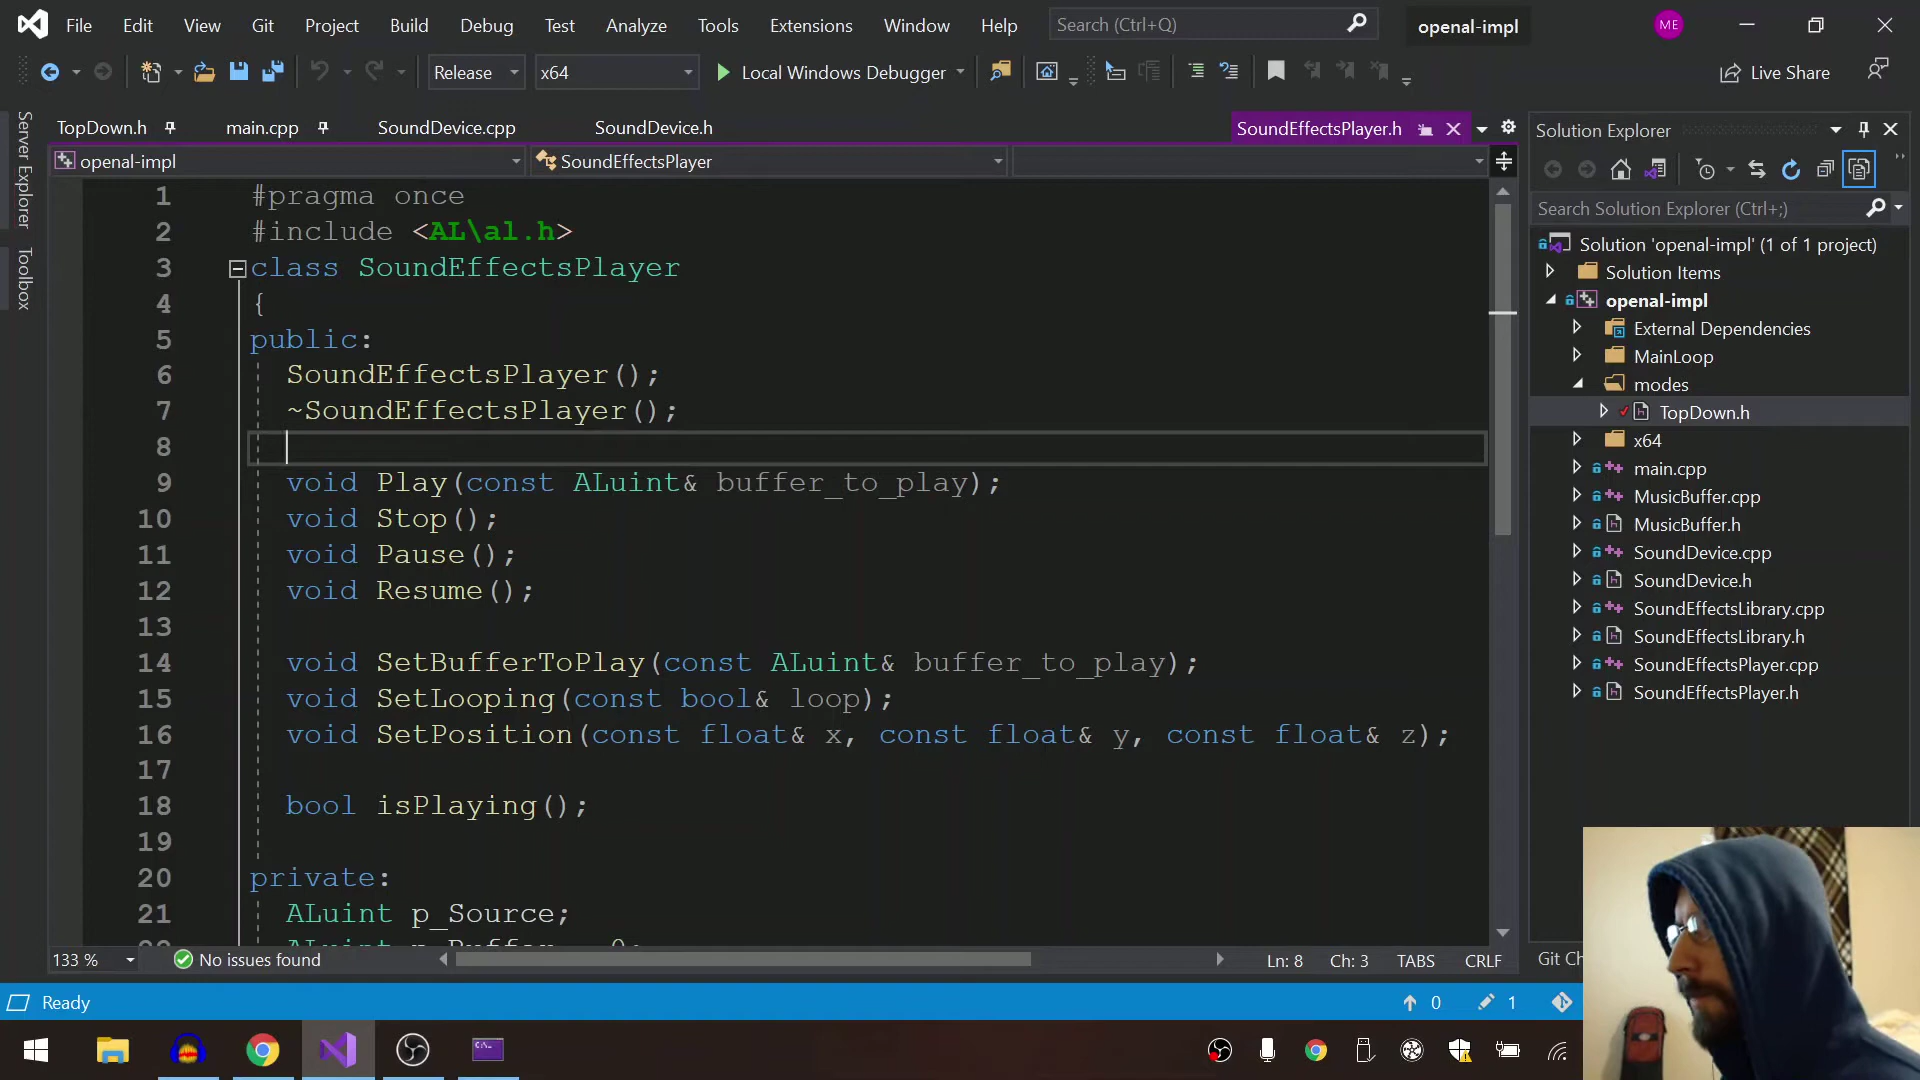 File Edit View Git Project Build Debug Test Analyze Tools Extensions Window Help Search (Ctrl+Q) openal-impl ME
Release x64 Local Windows Debugger Live Share
Server Explorer
Toolbox
TopDown.h main.cpp SoundDevice.cpp SoundDevice.h SoundEffectsPlayer.h
openal-impl SoundEffectsPlayer
1 #pragma once
2 #include <AL\al.h>
3 class SoundEffectsPlayer
4 {
5 public:
6 SoundEffectsPlayer();
7 ~SoundEffectsPlayer();
8
9 void Play(const ALuint& buffer_to_play);
10 void Stop();
11 void Pause();
12 void Resume();
13
14 void SetBufferToPlay(const ALuint& buffer_to_play);
15 void SetLooping(const bool& loop);
16 void SetPosition(const float& x, const float& y, const float& z);
17
18 bool isPlaying();
19
20 private:
21 ALuint p_Source;
133 % No issues found Ln: 8 Ch: 3 TABS CRLF
Solution Explorer
Search Solution Explorer (Ctrl+;)
Solution 'openal-impl' (1 of 1 project)
Solution Items
openal-impl
External Dependencies
MainLoop
modes
TopDown.h
x64
main.cpp
MusicBuffer.cpp
MusicBuffer.h
SoundDevice.cpp
SoundDevice.h
SoundEffectsLibrary.cpp
SoundEffectsLibrary.h
SoundEffectsPlayer.cpp
SoundEffectsPlayer.h
Git Ch
Ready 0 1